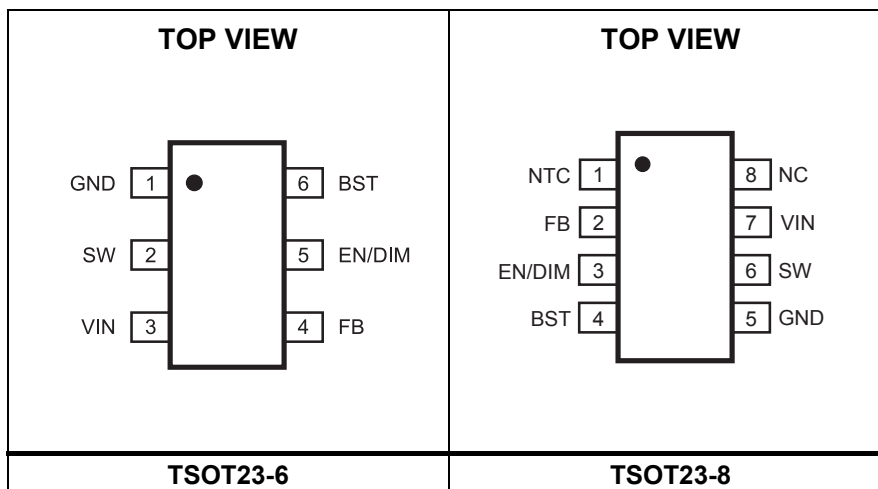 TOP VIEW
GND 1 6 BST
SW 2 5 EN/DIM
VIN 3 4 FB
TSOT23-6
TOP VIEW
NTC 1 8 NC
FB 2 7 VIN
EN/DIM 3 6 SW
BST 4 5 GND
TSOT23-8